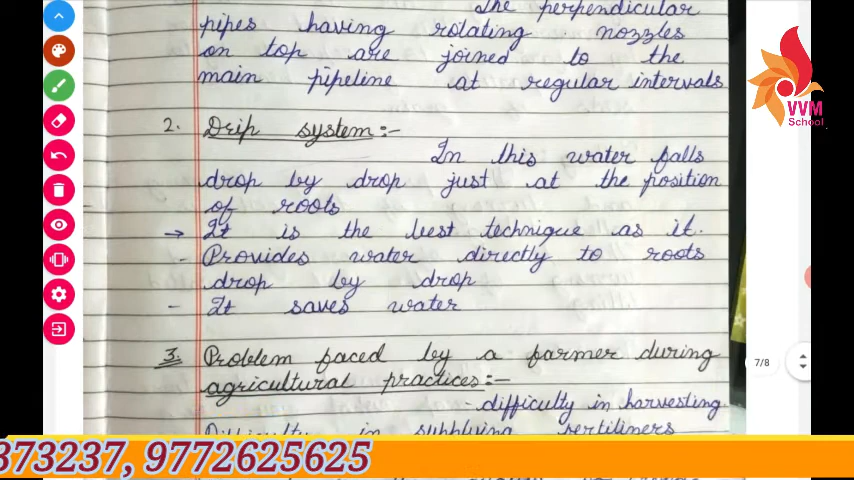 The perpendicular
pipes having rotating nozzles
on top are joined to the
main pipeline at regular intervals
VVM
School
2. Drip system :-
In this water falls
drop by drop just at the position
of roots
→ It is the best technique as it.
- Provides water directly to roots
drop by drop
- It saves water
3. Problem faced by a farmer during
7/8
agricultural practices :-
- difficulty in harvesting
Difficulty in supplying fertiliners
373237, 9772625625